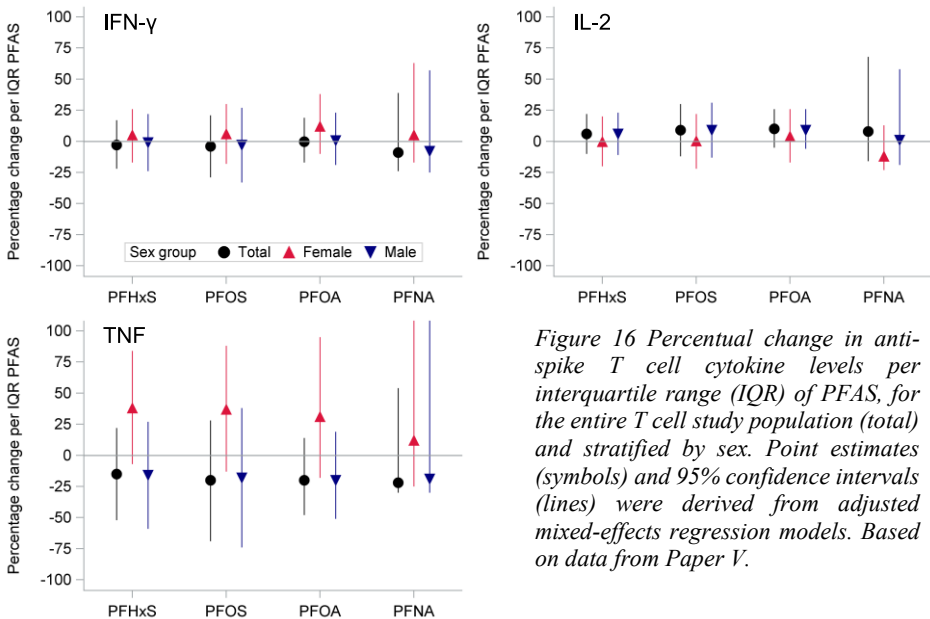 IFN-γ
Percentage change per IQR PFAS
100
75
50
25
0
-25
-50
-75
-100
Sex group Total Female Male
PFHxS PFOS PFOA PFNA
IL-2
Percentage change per IQR PFAS
100
75
50
25
0
-25
-50
-75
-100
PFHxS PFOS PFOA PFNA
TNF
Percentage change per IQR PFAS
100
75
50
25
0
-25
-50
-75
-100
PFHxS PFOS PFOA PFNA
Figure 16 Percentual change in anti-
spike T cell cytokine levels per
interquartile range (IQR) of PFAS, for
the entire T cell study population (total)
and stratified by sex. Point estimates
(symbols) and 95% confidence intervals
(lines) were derived from adjusted
mixed-effects regression models. Based
on data from Paper V.